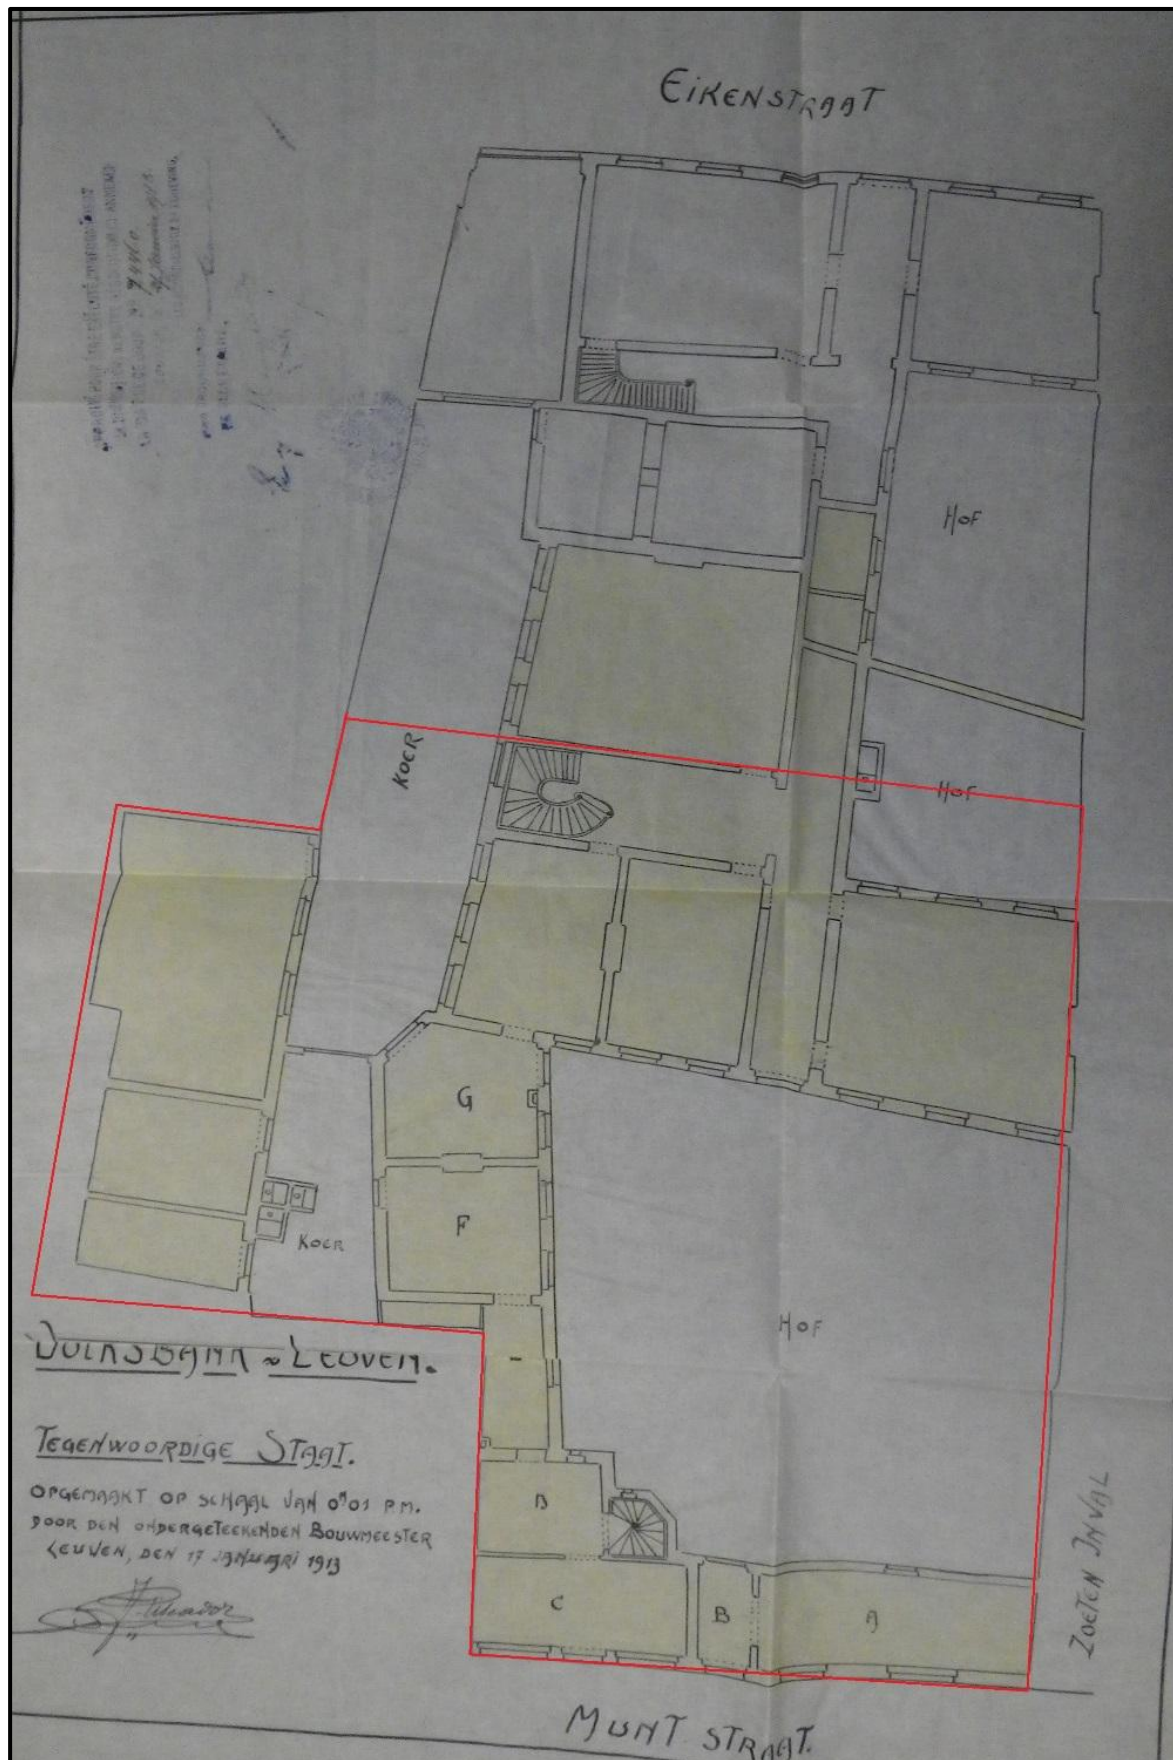 EIKENSTRAAT
HOF
KOER
HOF
G
F
KOER
HOF
VOLKSBANK ~ LEUVEN.
TEGENWOORDIGE STAAT.
OPGEMAAKT OP SCHAAL VAN 0m01 P.M.
DOOR DEN ONDERGETEEKENDEN BOUWMEESTER
LEUVEN, DEN 17 JANUARI 1913
D
C
B
A
ZOETEN INVAL
MUNT STRAAT.